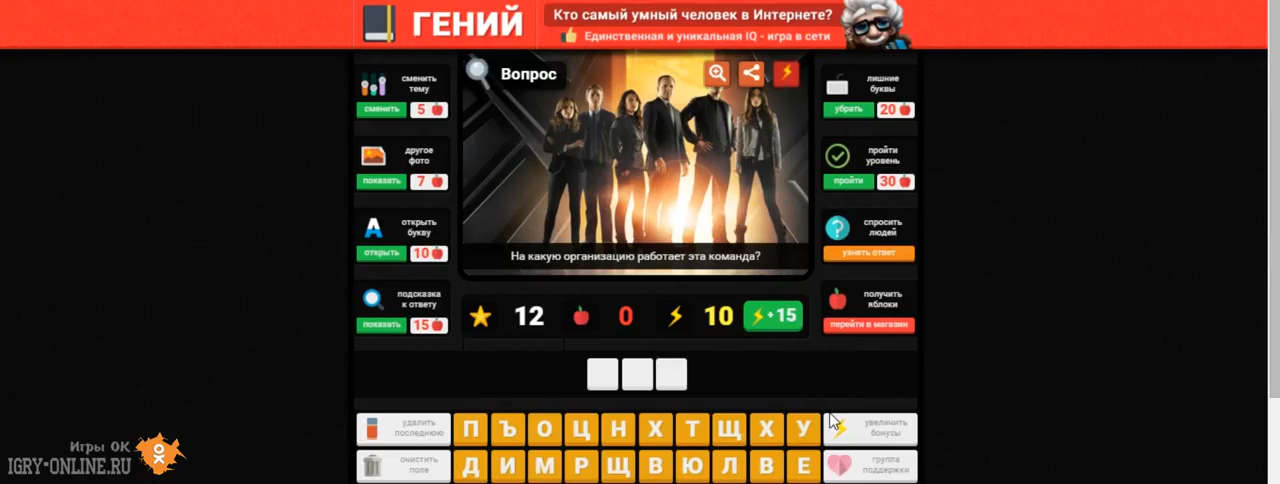 ГЕНИЙ
Кто самый умный человек в Интернете?
Единственная и уникальная IQ - игра в сети
сменить
тему
сменить
5
другое
фото
показать
7
А
открыть
букву
открыть
10
подсказка
к ответу
показать
15
Вопрос
На какую организацию работает эта команда?
12
0
10
+15
лишние
буквы
убрать
20
пройти
уровень
пройти
30
?
спросить
людей
узнать ответ
получить
яблоки
перейти в магазин
удалить
последнюю
П Ъ О Ц Н Х Т Щ Х У
увеличить
бонусы
очистить
поле
Д И М Р Щ В Ю Л В Е
группа
поддержки
Игры ОК
IGRY-ONLINE.RU